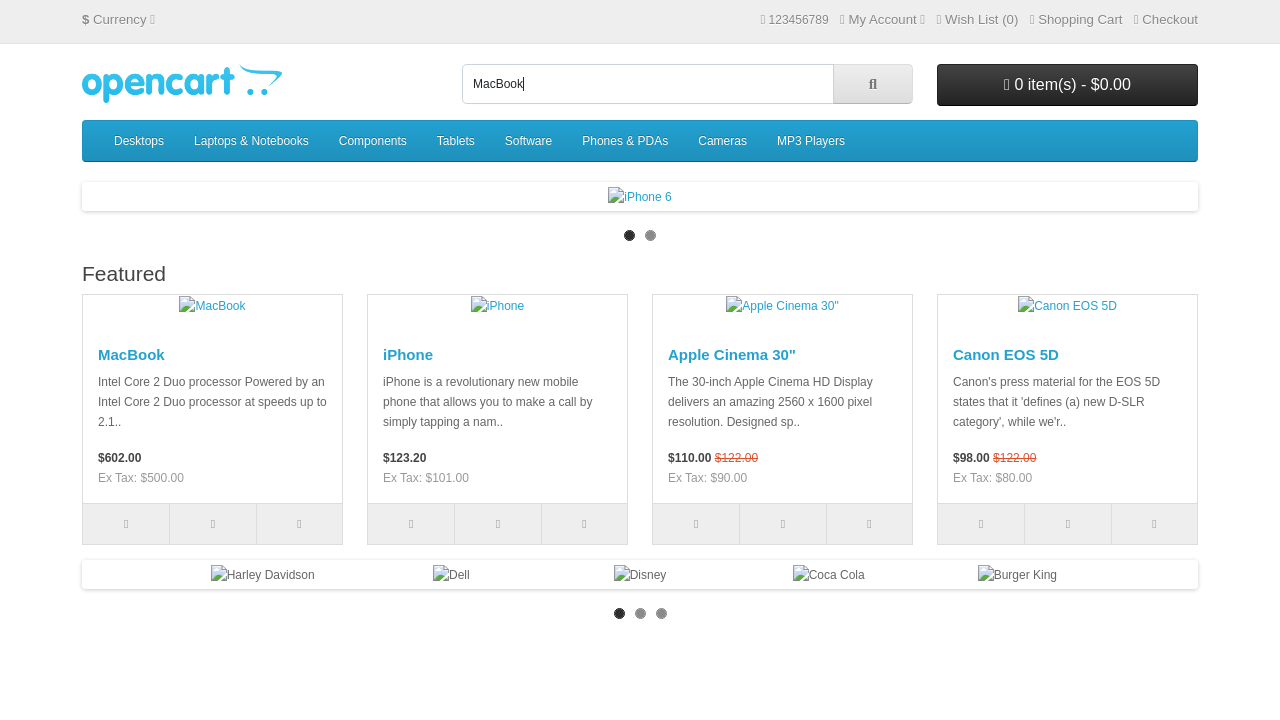 $ Currency
123456789 My Account Wish List (0) Shopping Cart Checkout
opencart
MacBook
0 item(s) - $0.00
Desktops Laptops & Notebooks Components Tablets Software Phones & PDAs Cameras MP3 Players
iPhone 6
Featured
MacBook
iPhone
Apple Cinema 30"
Canon EOS 5D
MacBook
Intel Core 2 Duo processor Powered by an
Intel Core 2 Duo processor at speeds up to
2.1..
$602.00
Ex Tax: $500.00
iPhone
iPhone is a revolutionary new mobile
phone that allows you to make a call by
simply tapping a nam..
$123.20
Ex Tax: $101.00
Apple Cinema 30"
The 30-inch Apple Cinema HD Display
delivers an amazing 2560 x 1600 pixel
resolution. Designed sp..
$110.00 $122.00
Ex Tax: $90.00
Canon EOS 5D
Canon's press material for the EOS 5D
states that it 'defines (a) new D-SLR
category', while we'r..
$98.00 $122.00
Ex Tax: $80.00
Harley Davidson Dell Disney Coca Cola Burger King